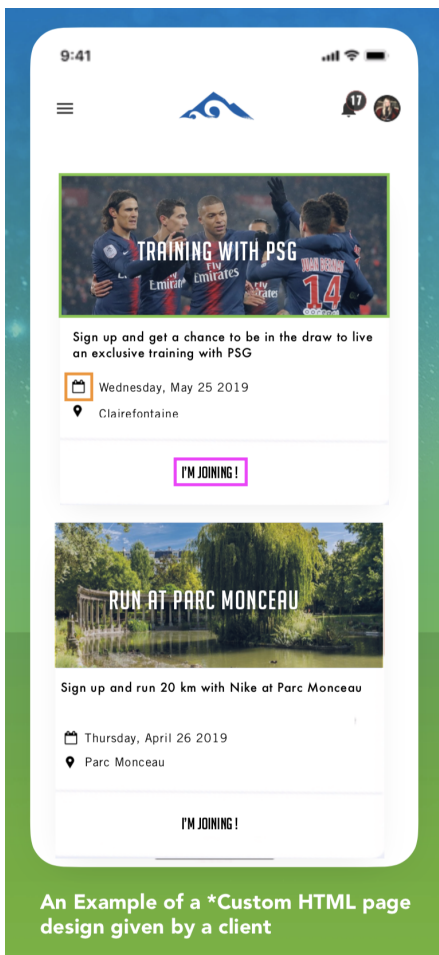 9:41
17
TRAINING WITH PSG
Fly
Emirates
Fly
Emirates
JUAN BERNAT
14
Sign up and get a chance to be in the draw to live
an exclusive training with PSG
Wednesday, May 25 2019
Clairefontaine
I'M JOINING !
RUN AT PARC MONCEAU
Sign up and run 20 km with Nike at Parc Monceau
Thursday, April 26 2019
Parc Monceau
I'M JOINING !
An Example of a *Custom HTML page
design given by a client